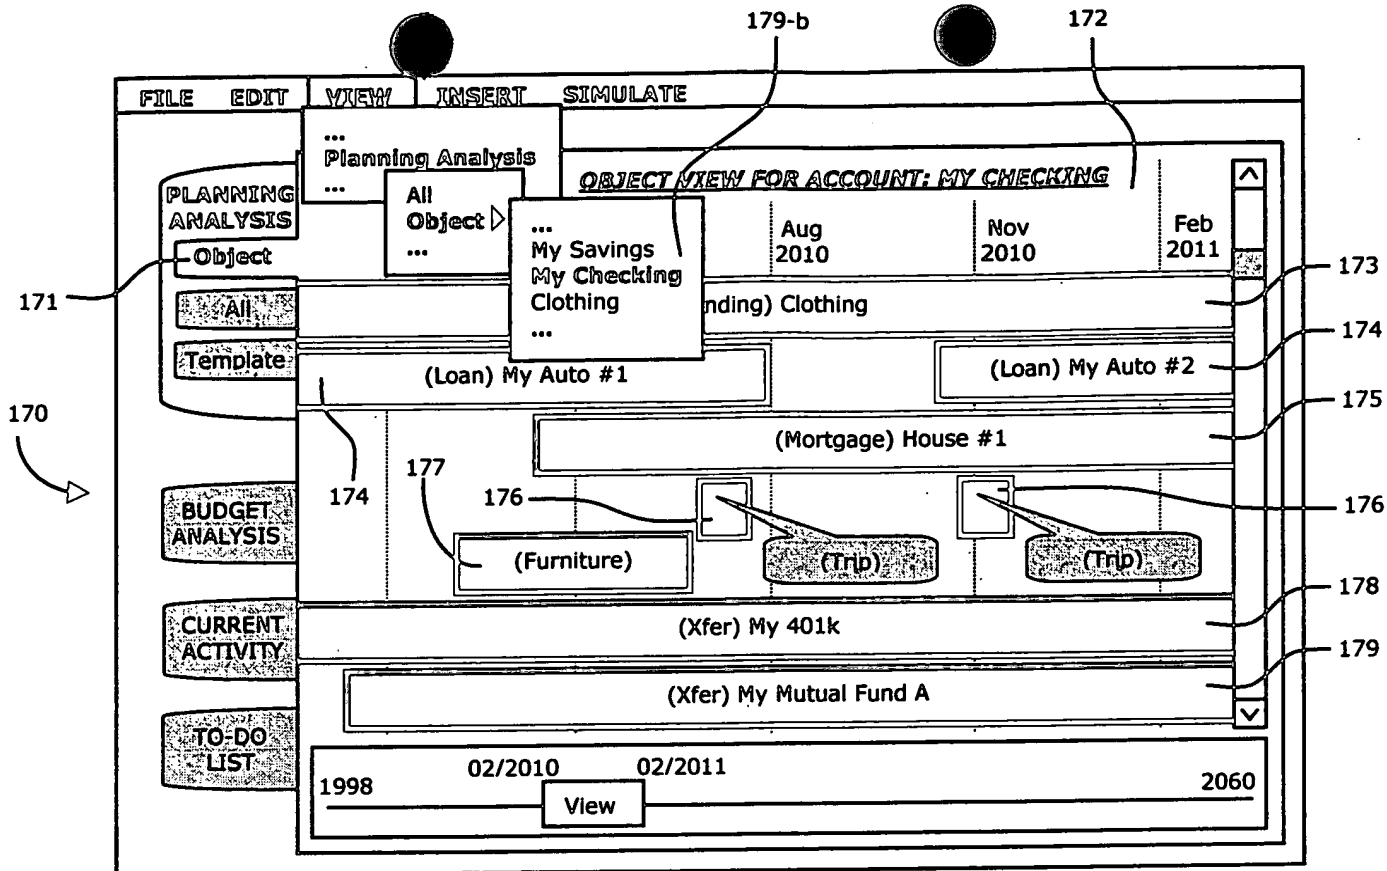 179-b
172
FILE EDIT VIEW INSERT SIMULATE
...
Planning Analysis
...
All
Object
...
...
My Savings
My Checking
Clothing
...
PLANNING
ANALYSIS
Object
All
Template
171
170
OBJECT VIEW FOR ACCOUNT: MY CHECKING
Aug
2010
Nov
2010
Feb
2011
nding) Clothing
173
(Loan) My Auto #1
(Loan) My Auto #2
174
(Mortgage) House #1
175
174
177
176
176
BUDGET
ANALYSIS
(Furniture)
(Trip)
(Trip)
CURRENT
ACTIVITY
(Xfer) My 401k
178
(Xfer) My Mutual Fund A
179
TO-DO
LIST
02/2010
02/2011
1998
View
2060